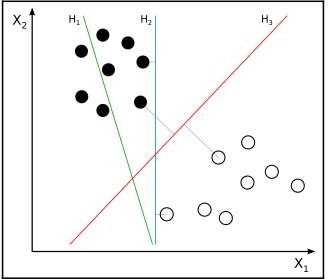 X₂ H₁ H₂ H₃
X₁